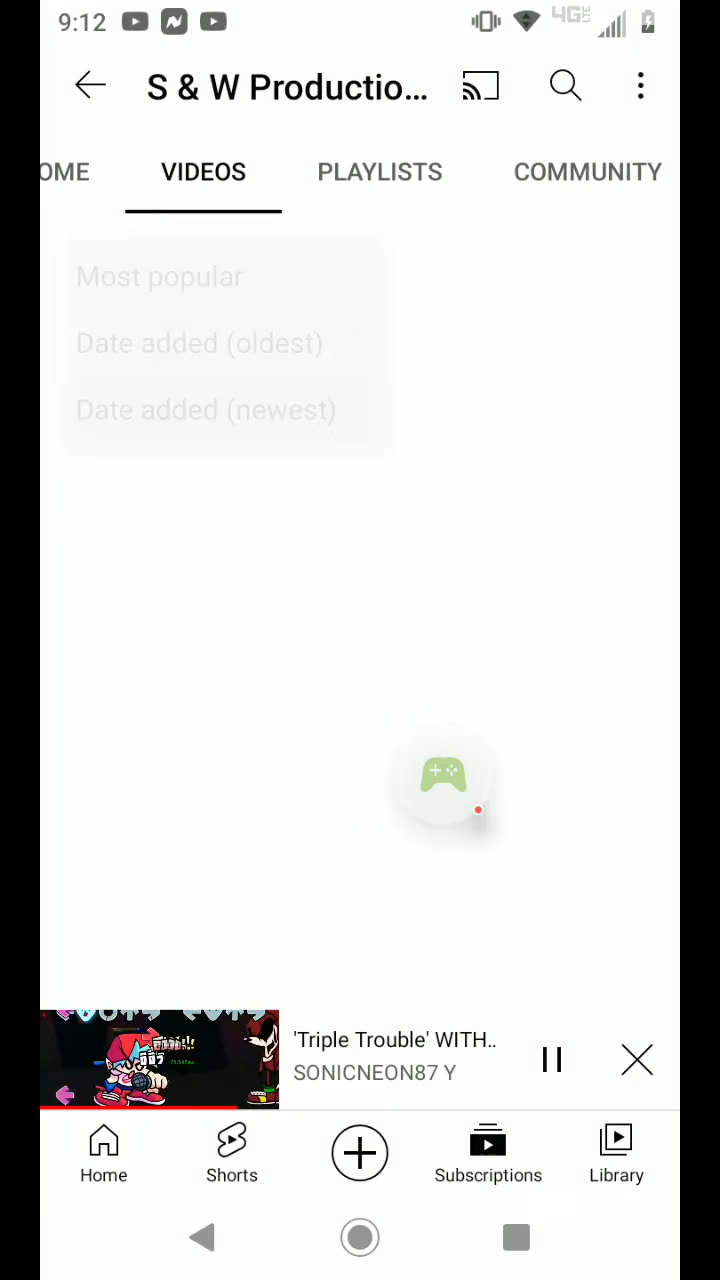 9:12
4G
S & W Productio...
OME
VIDEOS
PLAYLISTS
COMMUNITY
Most popular
Date added (oldest)
Date added (newest)
'Triple Trouble' WITH..
SONICNEON87 Y
Home
Shorts
Subscriptions
Library